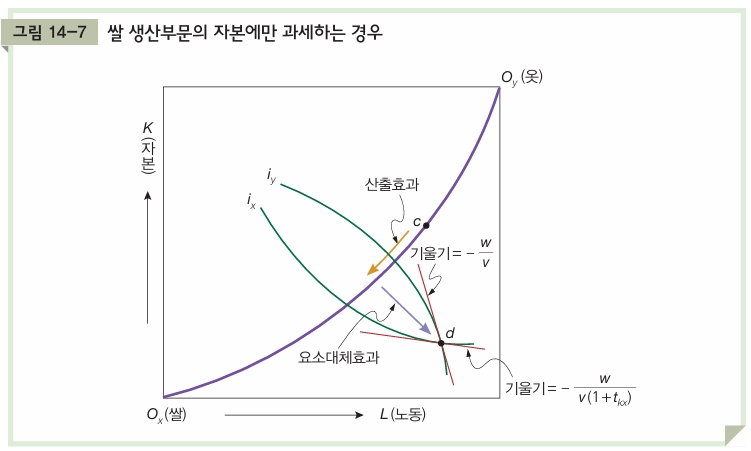 그림 14-7 쌀 생산부문의 자본에만 과세하는 경우
O_y (옷)
K
(자본)
i_y
i_x
산출효과
c
기울기 = - w/v
d
요소대체효과
기울기 = - w/v(1+t_kx)
O_x (쌀)
L (노동)